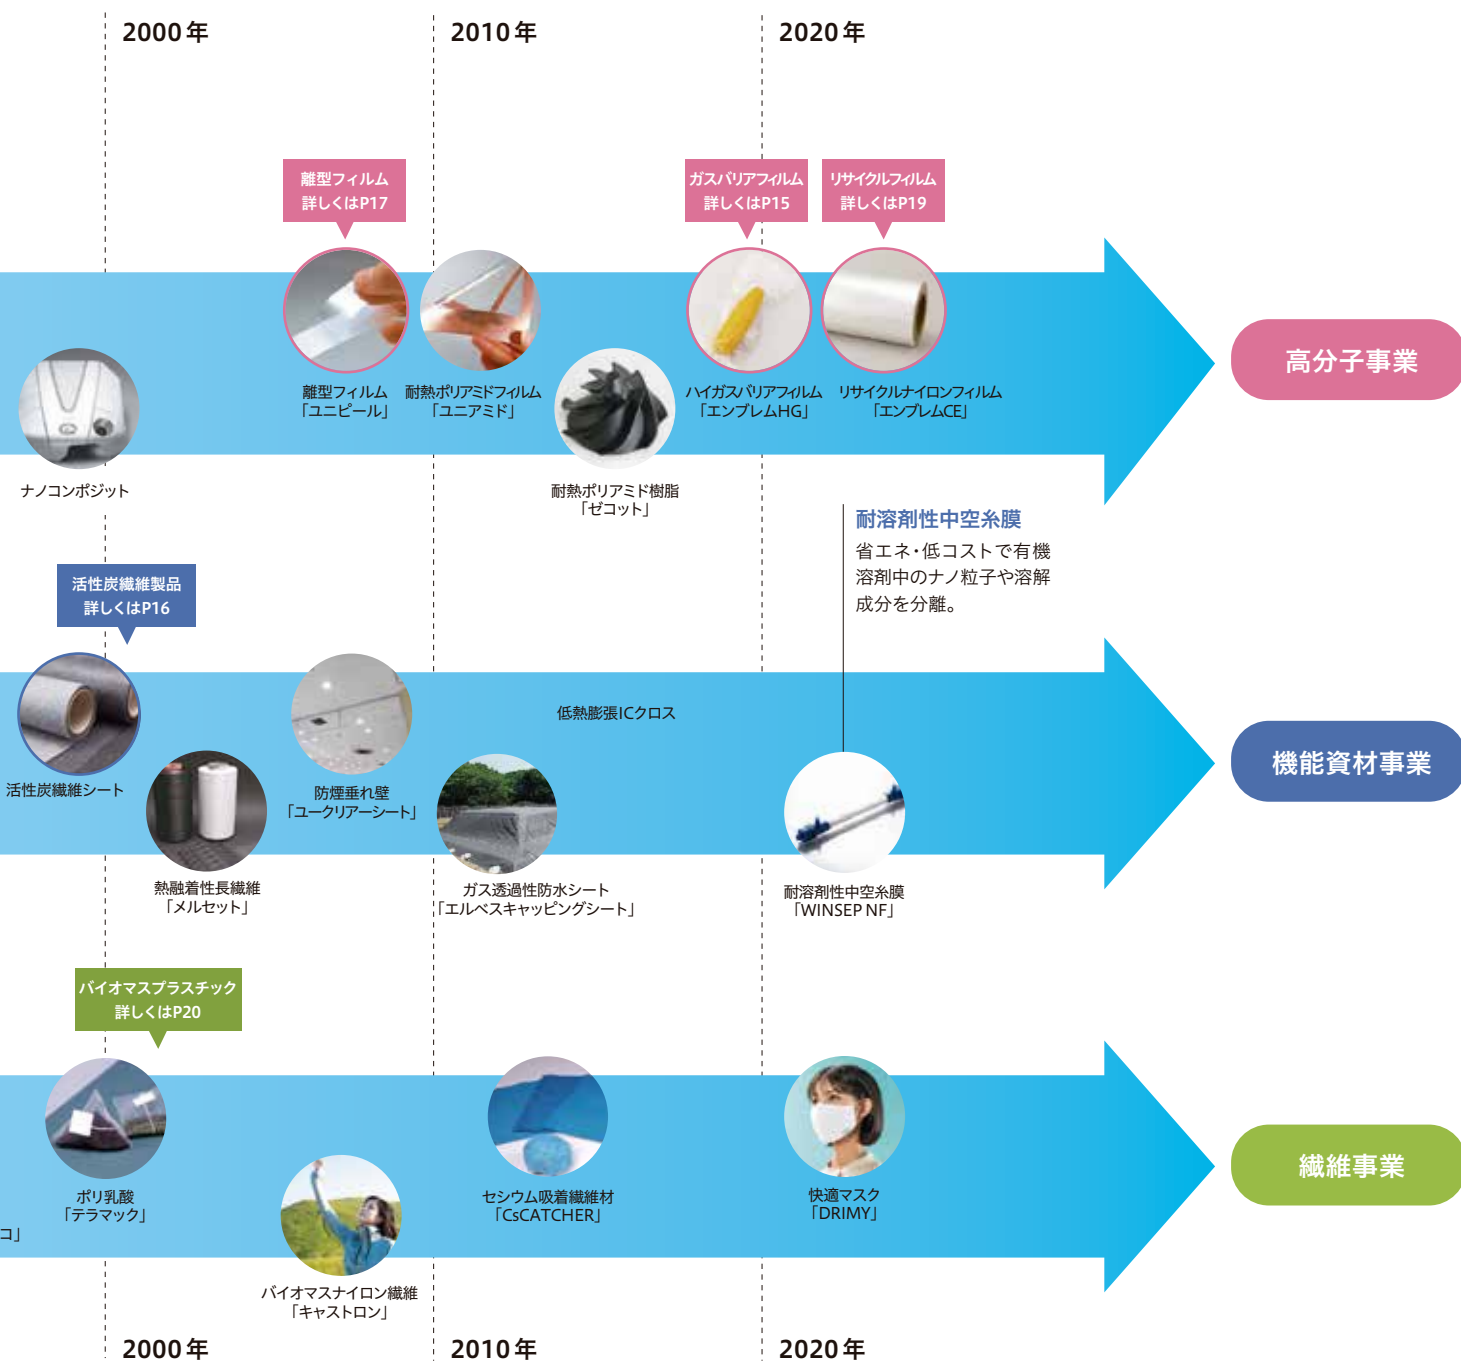 2000年
2010年
2020年
離型フィルム
詳しくはP17
ガスバリアフィルム
詳しくはP15
リサイクルフィルム
詳しくはP19
離型フィルム
「ユニピール」
耐熱ポリアミドフィルム
「ユニアミド」
ハイガスバリアフィルム
「エンブレムHG」
リサイクルナイロンフィルム
「エンブレムCE」
高分子事業
ナノコンポジット
耐熱ポリアミド樹脂
「ゼコット」
耐溶剤性中空糸膜
省エネ・低コストで有機
溶剤中のナノ粒子や溶解
成分を分離。
活性炭繊維製品
詳しくはP16
活性炭繊維シート
熱融着性長繊維
「メルセット」
防煙垂れ壁
「ユークリアーシート」
ガス透過性防水シート
「エルベスキャッピングシート」
低熱膨張ICクロス
耐溶剤性中空糸膜
「WINSEP NF」
機能資材事業
バイオマスプラスチック
詳しくはP20
コ」
ポリ乳酸
「テラマック」
バイオマスナイロン繊維
「キャストロン」
セシウム吸着繊維材
「CsCATCHER」
快適マスク
「DRIMY」
繊維事業
2000年
2010年
2020年